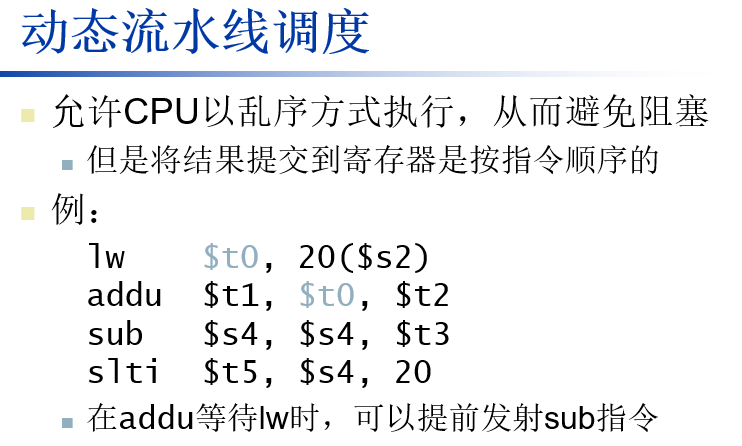 动态流水线调度
允许CPU以乱序方式执行，从而避免阻塞
但是将结果提交到寄存器是按指令顺序的
例：
lw $t0, 20($s2)
addu $t1, $t0, $t2
sub $s4, $s4, $t3
slti $t5, $s4, 20
在addu等待lw时，可以提前发射sub指令